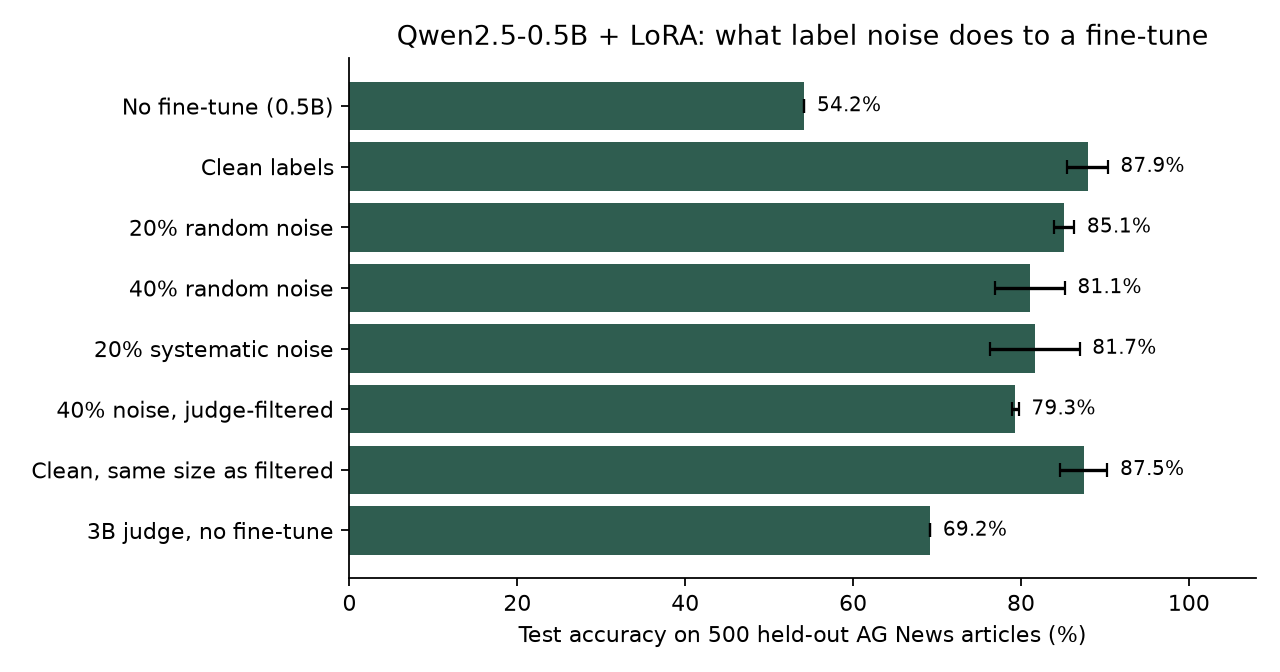 Qwen2.5-0.5B + LoRA: what label noise does to a fine-tune
No fine-tune (0.5B) 54.2%
Clean labels 87.9%
20% random noise 85.1%
40% random noise 81.1%
20% systematic noise 81.7%
40% noise, judge-filtered 79.3%
Clean, same size as filtered 87.5%
3B judge, no fine-tune 69.2%
0 20 40 60 80 100
Test accuracy on 500 held-out AG News articles (%)